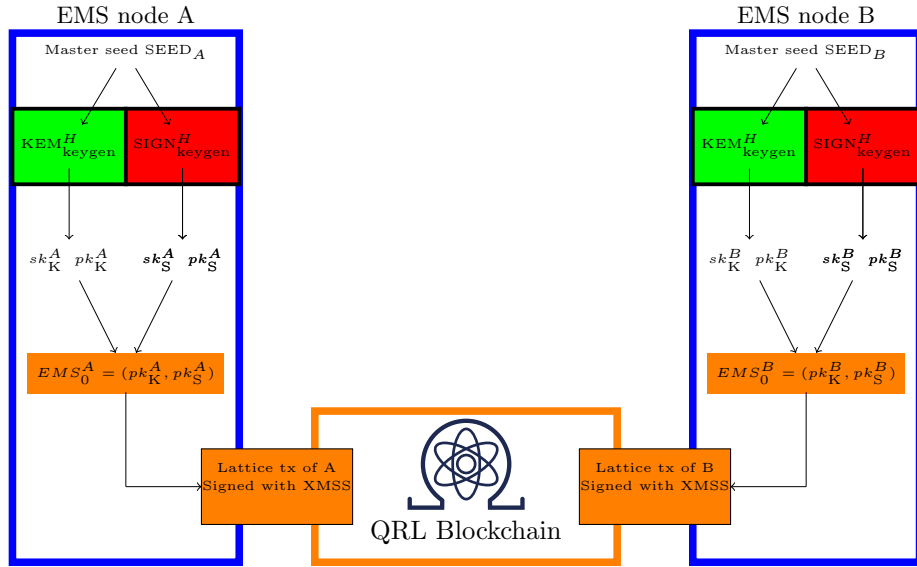 EMS node A
Master seed SEED_A
KEM^H_keygen SIGN^H_keygen
sk^A_K pk^A_K sk^A_S pk^A_S
EMS^A_0 = (pk^A_K, pk^A_S)
Lattice tx of A
Signed with XMSS
QRL Blockchain
EMS node B
Master seed SEED_B
KEM^H_keygen SIGN^H_keygen
sk^B_K pk^B_K sk^B_S pk^B_S
EMS^B_0 = (pk^B_K, pk^B_S)
Lattice tx of B
Signed with XMSS